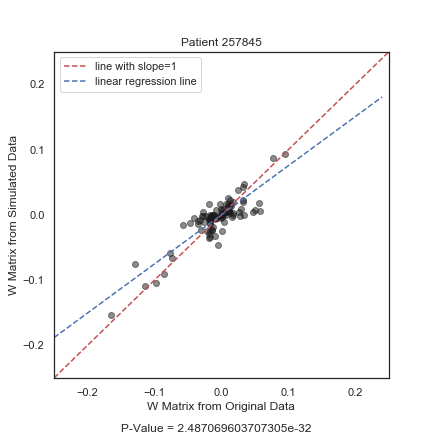 Patient 257845
line with slope=1
linear regression line
0.2
0.1
0.0
−0.1
−0.2
W Matrix from Simulated Data
−0.2 −0.1 0.0 0.1 0.2
W Matrix from Original Data
P-Value = 2.487069603707305e-32